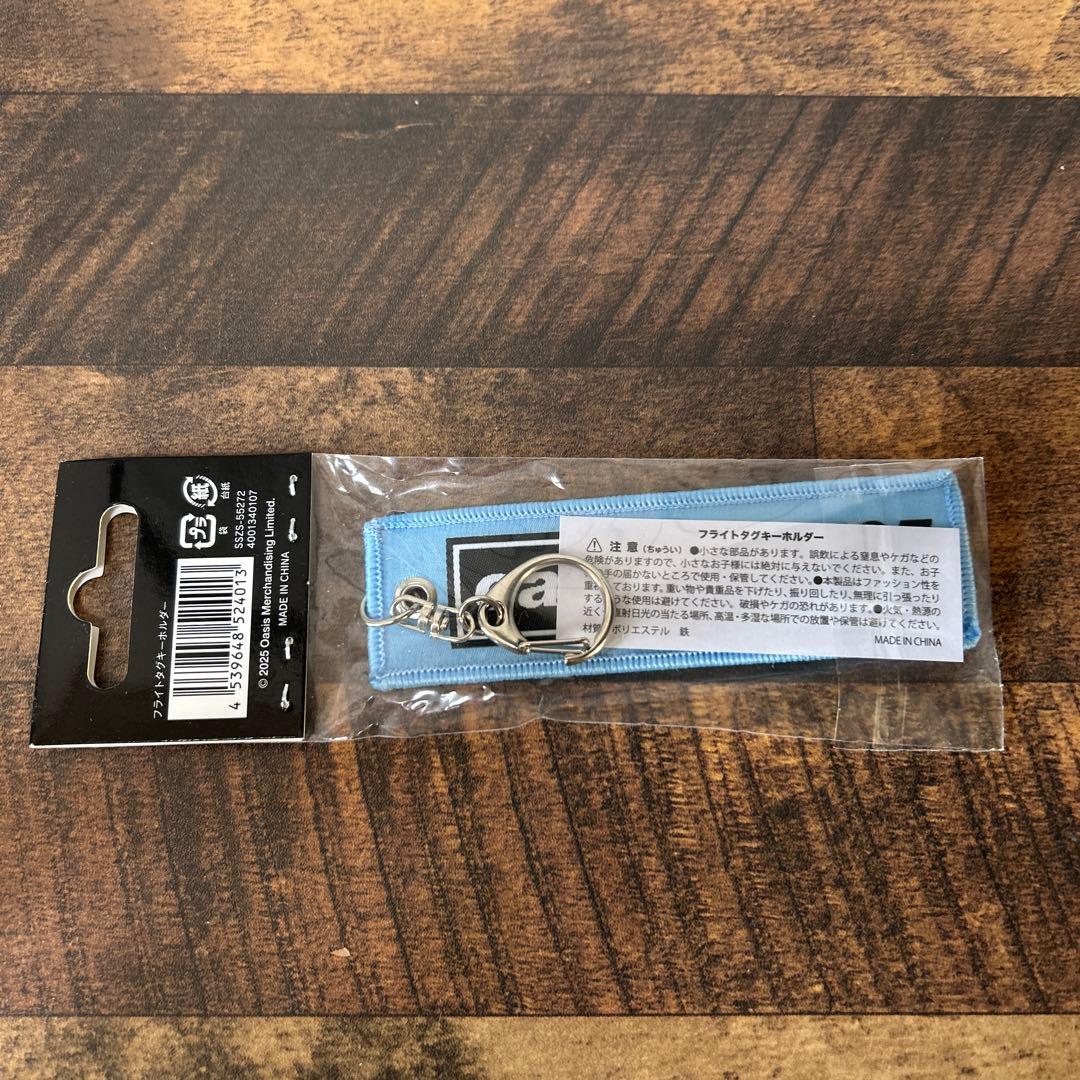 フライトタグキーホルダー
4 539648 524013
プラ
袋
紙
台紙
SSZS-55272
4001340107
© 2025 Oasis Merchandising Limited.
MADE IN CHINA
フライトタグキーホルダー
注意(ちゅうい) ●小さな部品があります。誤飲による窒息やケガなどの
危険がありますので、小さなお子様には絶対に与えないでください。また、お子
手の届かないところで使用・保管してください。●本製品はファッション性を
重 ております。重い物や貴重品を下げたり、振り回したり、無理に引っ張ったり
する うな使用は避けてください。破損やケガの恐れがあります。●火気・熱源の
近く 直射日光の当たる場所、高温・多湿な場所での放置や保管は避けてください。
材質 ポリエステル 鉄
MADE IN CHINA